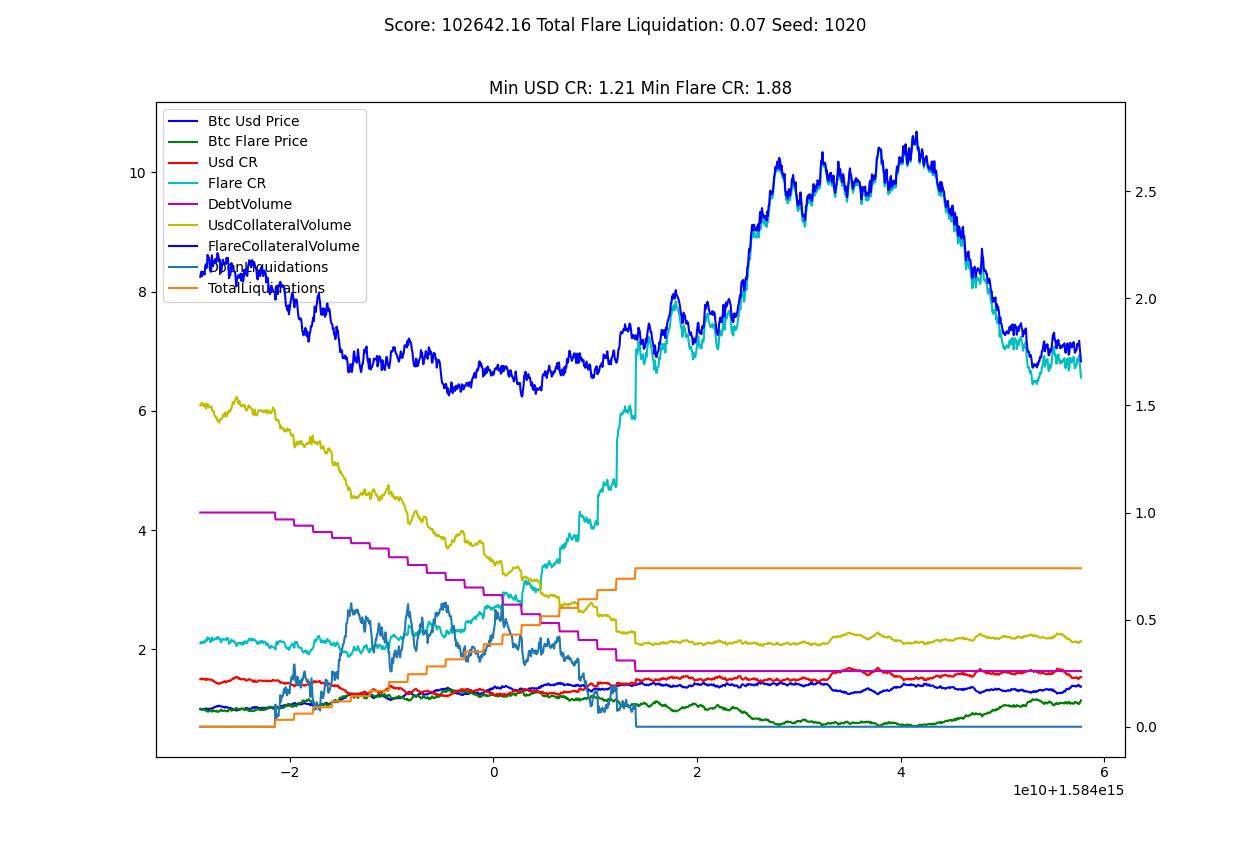 Score: 102642.16 Total Flare Liquidation: 0.07 Seed: 1020
Min USD CR: 1.21 Min Flare CR: 1.88
Btc Usd Price
Btc Flare Price
Usd CR
Flare CR
DebtVolume
UsdCollateralVolume
FlareCollateralVolume
OpenLiquidations
TotalLiquidations
10
8
6
4
2
2.5
2.0
1.5
1.0
0.5
0.0
−2 0 2 4 6
1e10+1.584e15